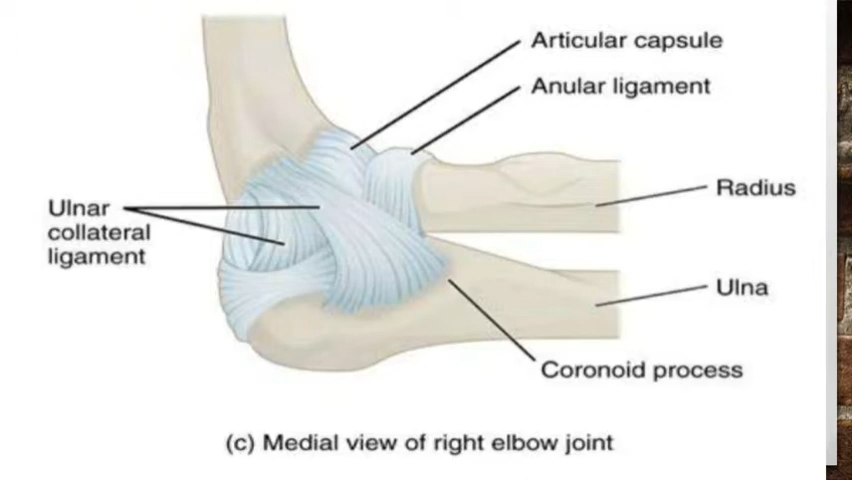 Articular capsule
Anular ligament
Radius
Ulnar
collateral
ligament
Ulna
Coronoid process
(c) Medial view of right elbow joint